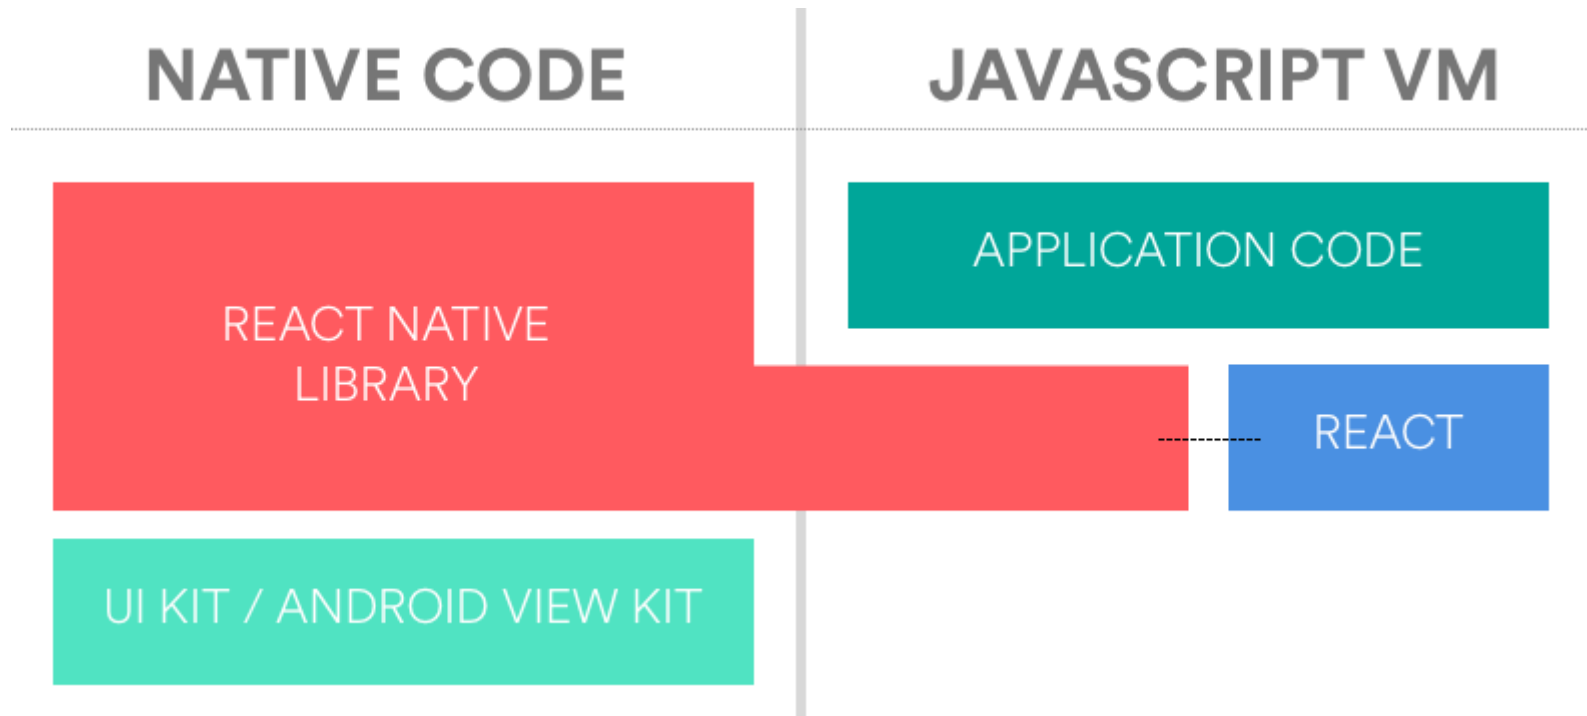 NATIVE CODE
JAVASCRIPT VM
REACT NATIVE
LIBRARY
APPLICATION CODE
REACT
UI KIT / ANDROID VIEW KIT